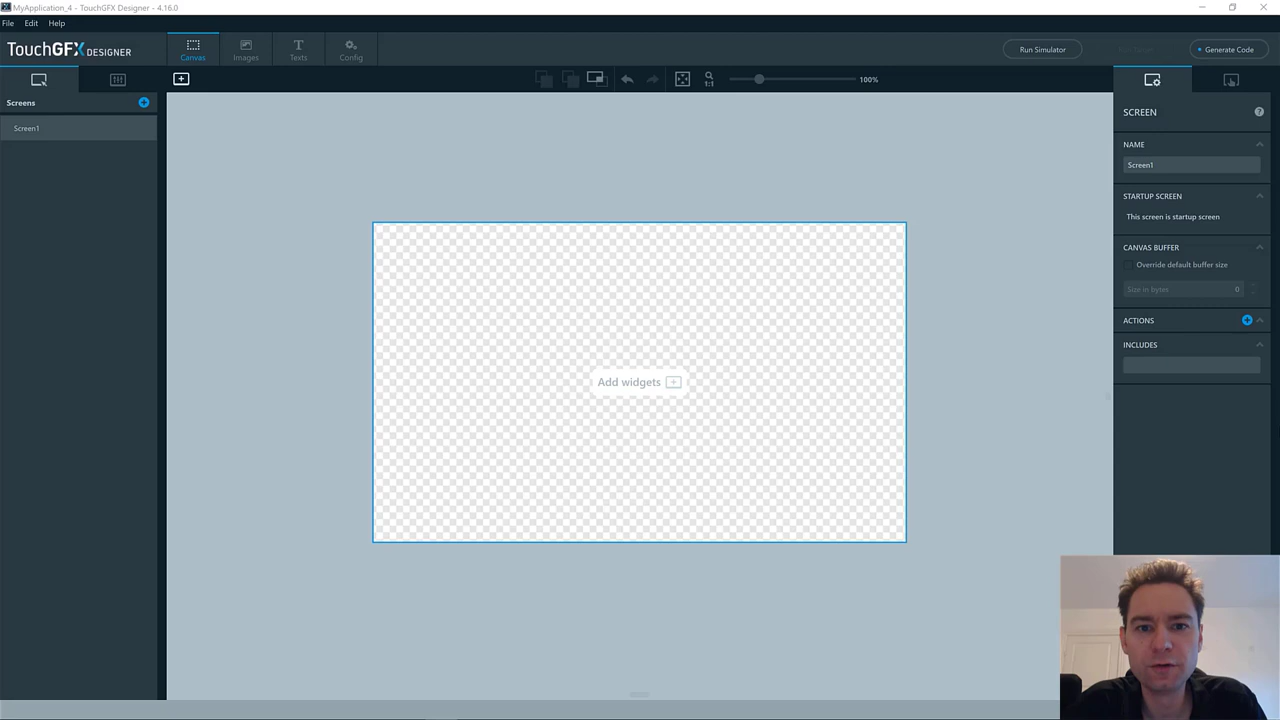 MyApplication_4 - TouchGFX Designer - 4.16.0
File Edit Help
TouchGFX DESIGNER
Canvas Images Texts Config
Run Simulator
Generate Code
1:1
100%
Screens
Screen1
Add widgets
SCREEN
NAME
Screen1
STARTUP SCREEN
This screen is startup screen
CANVAS BUFFER
Override default buffer size
Size in bytes 0
ACTIONS
INCLUDES